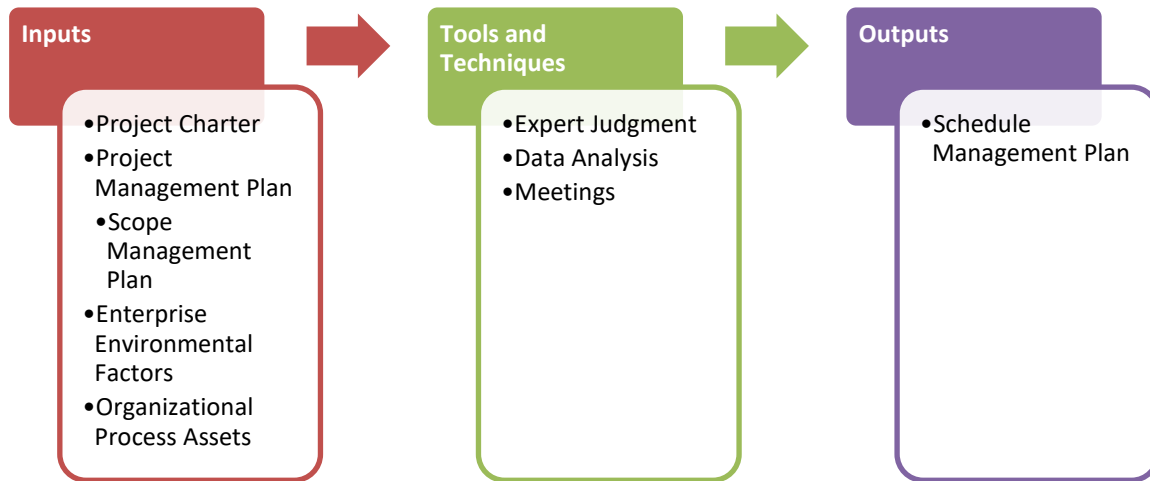 Inputs
•Project Charter
•Project
Management Plan
•Scope
Management
Plan
•Enterprise
Environmental
Factors
•Organizational
Process Assets
Tools and
Techniques
•Expert Judgment
•Data Analysis
•Meetings
Outputs
•Schedule
Management Plan